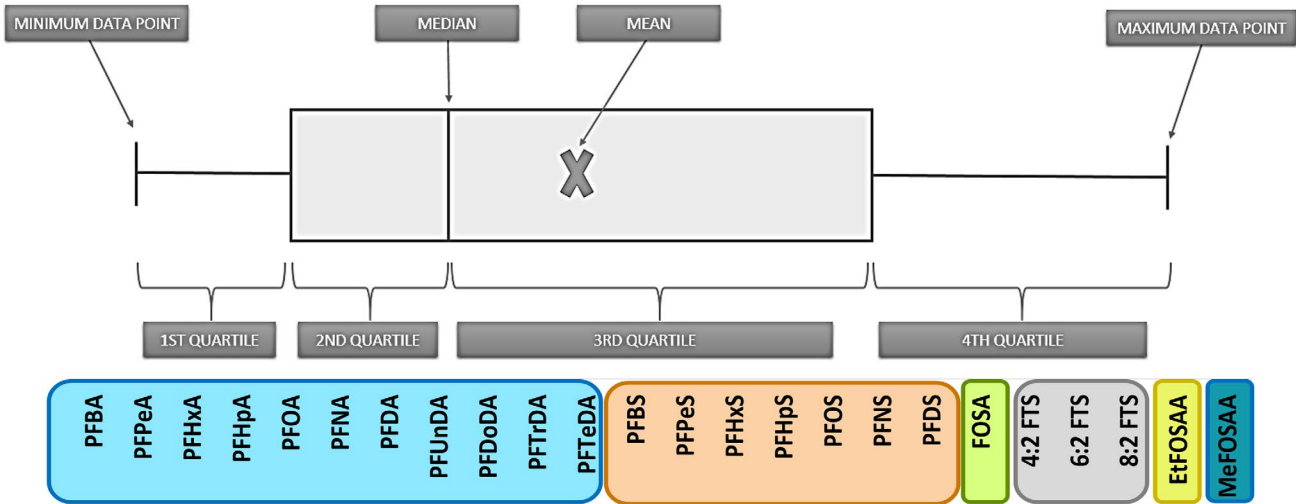 MINIMUM DATA POINT
MEDIAN
MEAN
MAXIMUM DATA POINT
1ST QUARTILE
2ND QUARTILE
3RD QUARTILE
4TH QUARTILE
PFBA
PFPeA
PFHxA
PFHpA
PFOA
PFNA
PFDA
PFUnDA
PFDoDA
PFTrDA
PFTeDA
PFBS
PFPeS
PFHxS
PFHpS
PFOS
PFNS
PFDS
FOSA
4:2 FTS
6:2 FTS
8:2 FTS
EtFOSAA
MeFOSAA